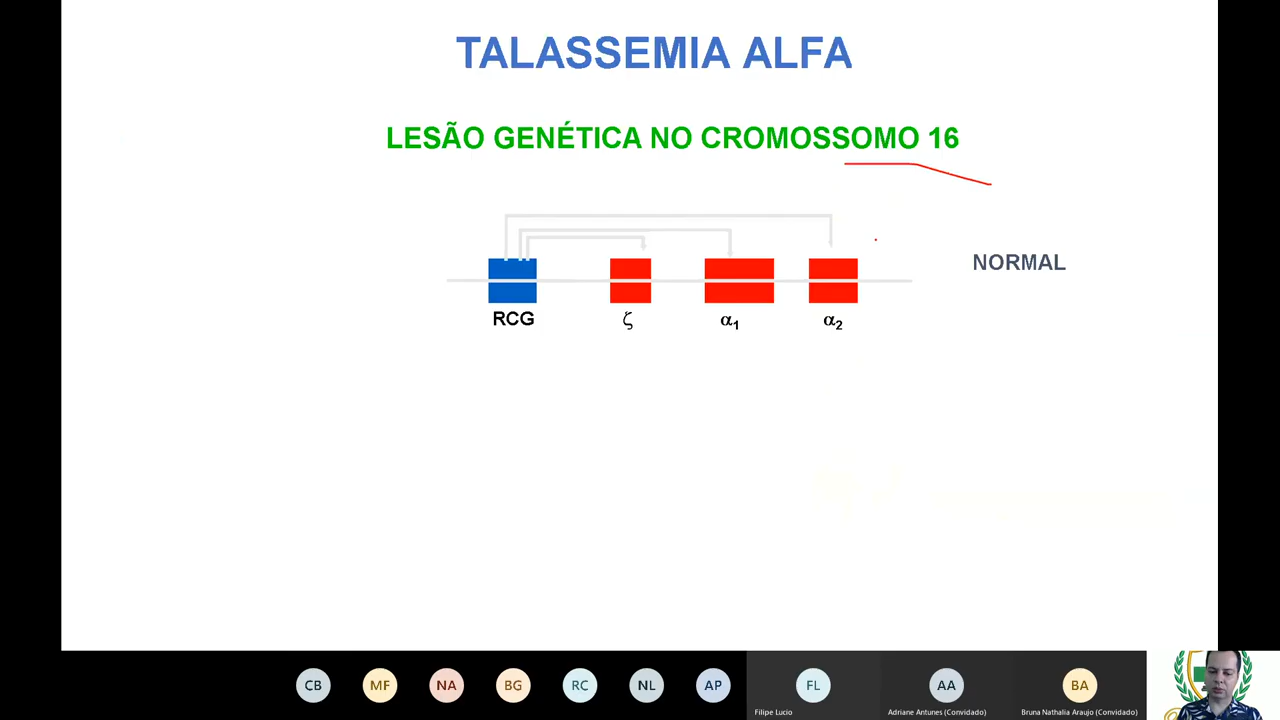 TALASSEMIA ALFA
LESÃO GENÉTICA NO CROMOSSOMO 16
NORMAL
RCG
ζ
α1
α2
CB
MF
NA
BG
RC
NL
AP
FL
AA
BA
Filipe Lucio
Adriane Antunes (Convidado)
Bruna Nathalia Araujo (Convidado)